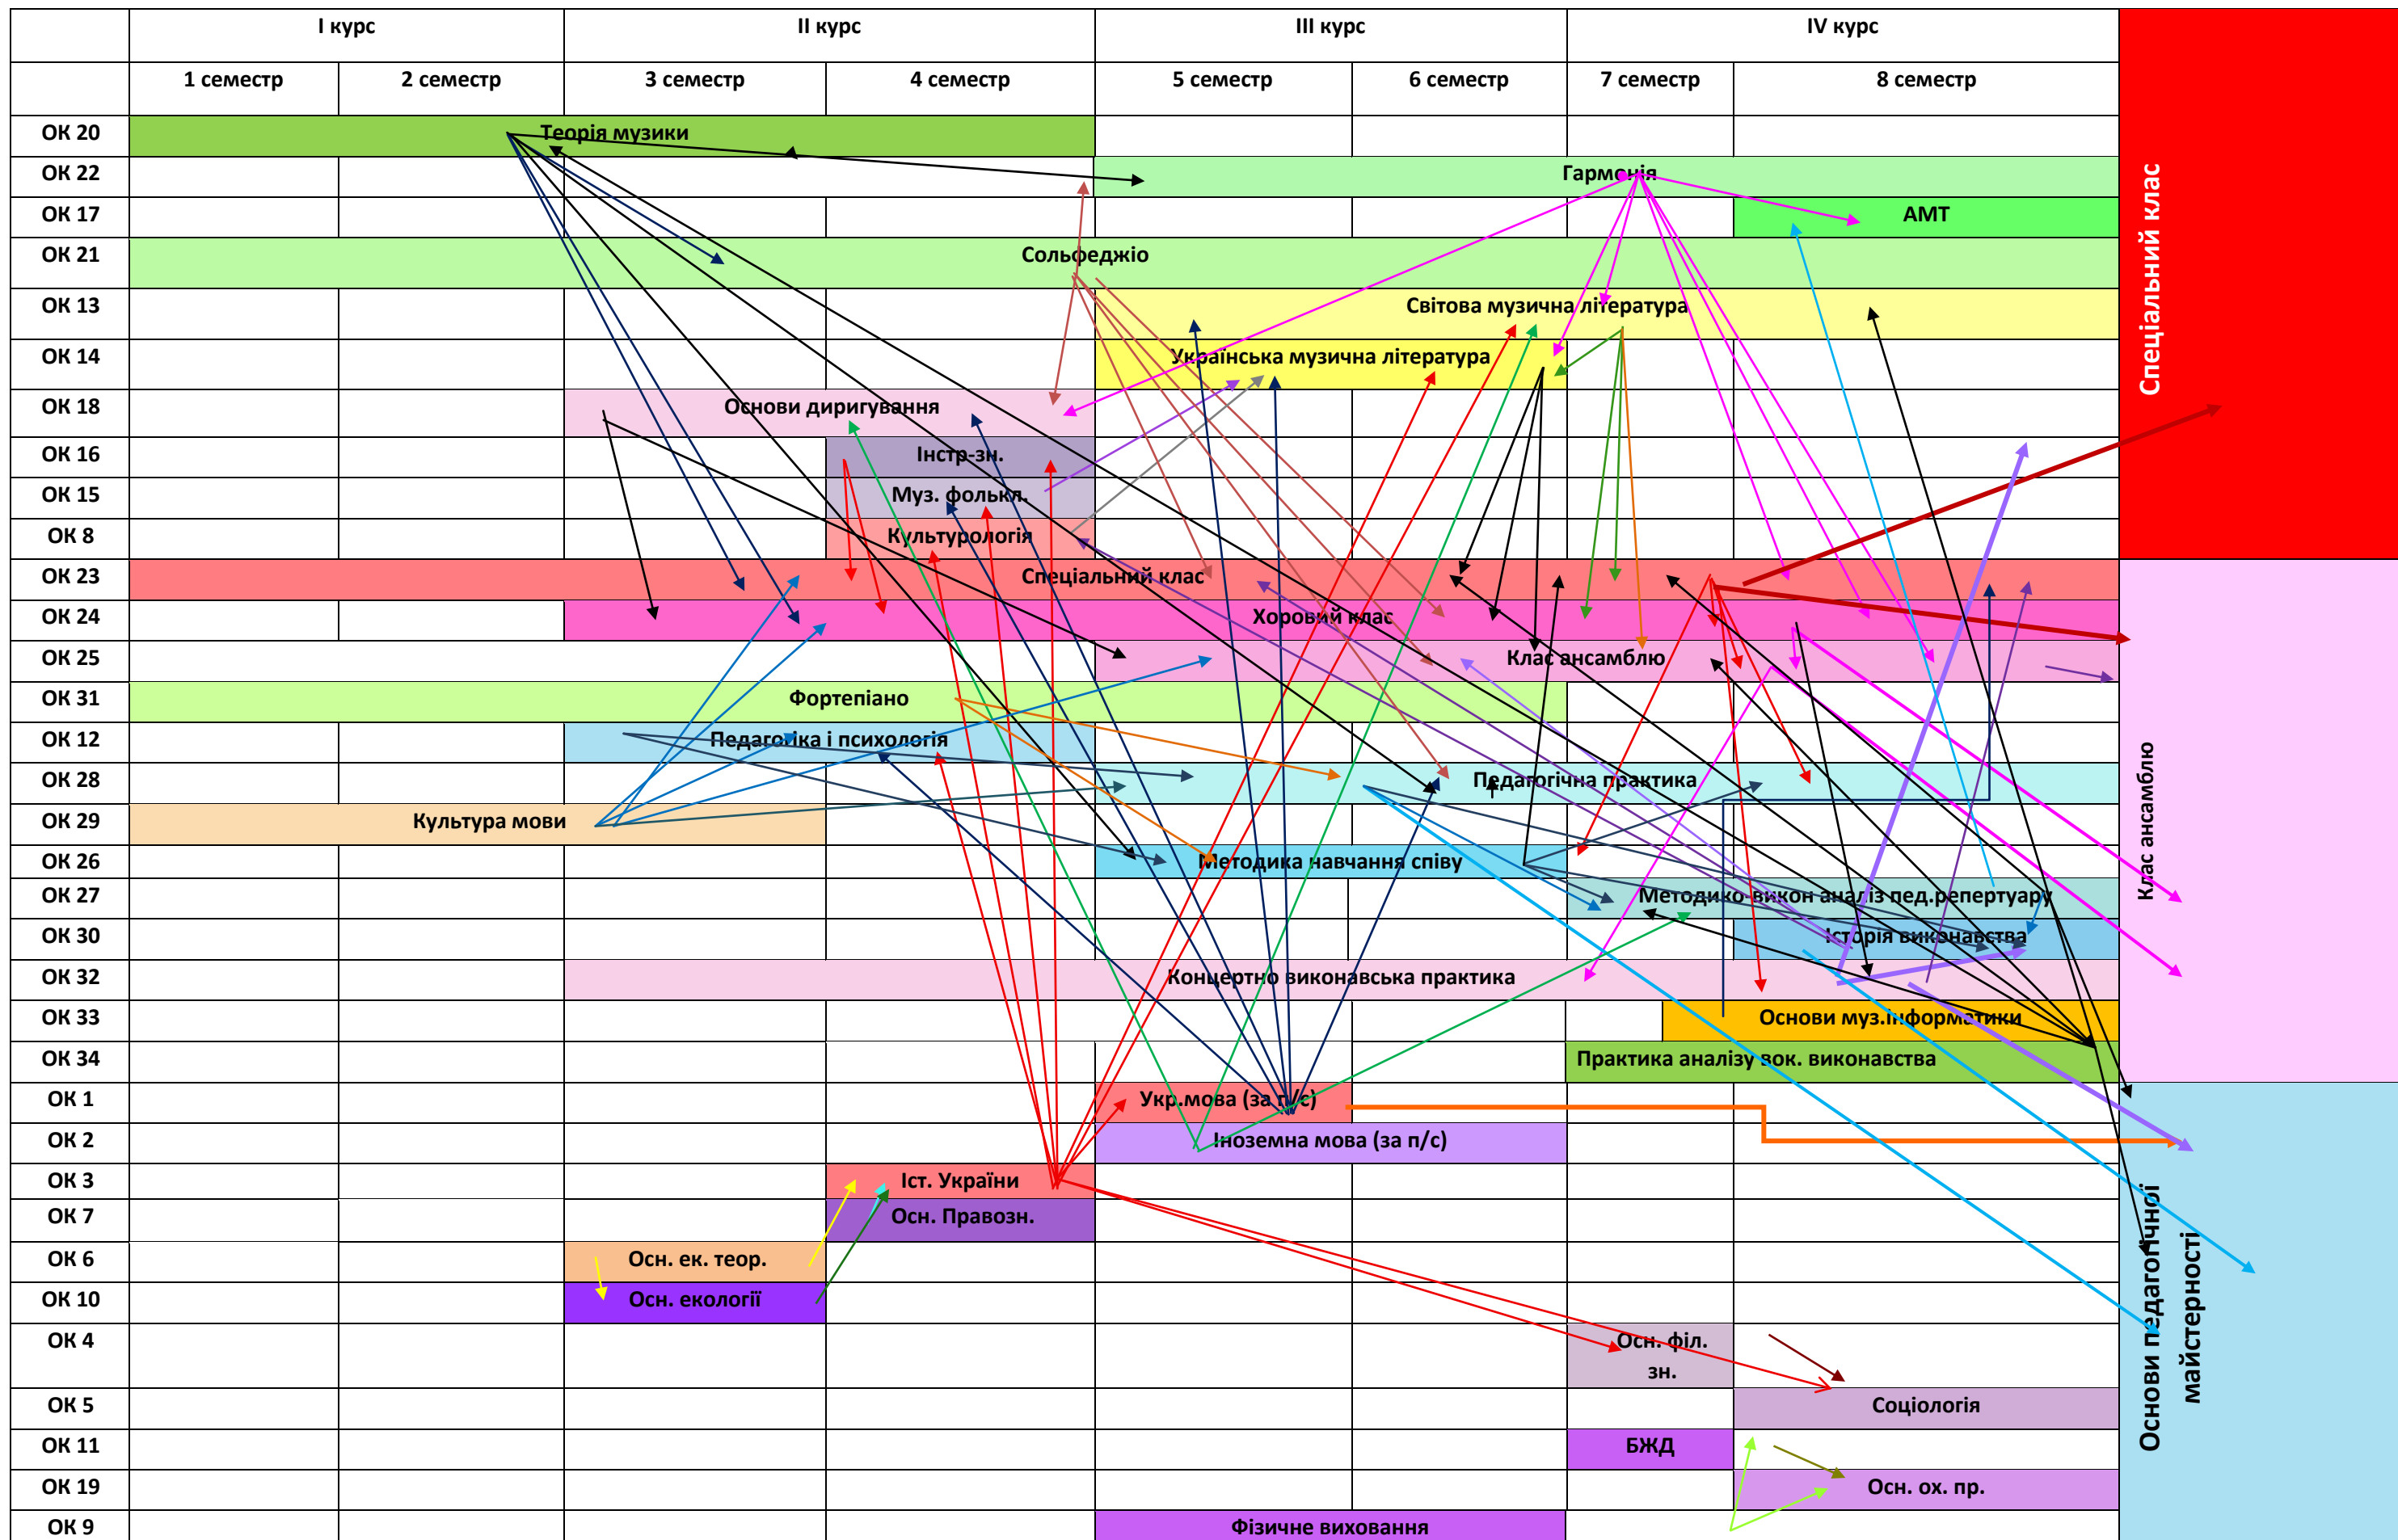 І курс
ІІ курс
ІІІ курс
IV курс
1 семестр
2 семестр
3 семестр
4 семестр
5 семестр
6 семестр
7 семестр
8 семестр
ОК 20
Теорія музики
ОК 22
Гармонія
ОК 17
АМТ
ОК 21
Сольфеджіо
ОК 13
Світова музична література
ОК 14
Українська музична література
ОК 18
Основи диригування
ОК 16
Інстр-зн.
ОК 15
Муз. фолькл.
ОК 8
Культурологія
Спеціальний клас
ОК 23
Спеціальний клас
ОК 24
Хоровий клас
ОК 25
Клас ансамблю
ОК 31
Фортепіано
ОК 12
Педагогіка і психологія
ОК 28
Педагогічна практика
ОК 29
Культура мови
ОК 26
Методика навчання співу
ОК 27
Методико-викон аналіз пед.репертуару
ОК 30
Історія виконавства
ОК 32
Концертно виконавська практика
ОК 33
Основи муз.інформатики
ОК 34
Практика аналізу вок. виконавства
Клас ансамблю
ОК 1
Укр.мова (за п/с)
ОК 2
Іноземна мова (за п/с)
ОК 3
Іст. України
ОК 7
Осн. Правозн.
ОК 6
Осн. ек. теор.
ОК 10
Осн. екології
ОК 4
Осн. філ.
зн.
ОК 5
Соціологія
ОК 11
БЖД
ОК 19
Осн. ох. пр.
ОК 9
Фізичне виховання
Основи педагогічної
майстерності